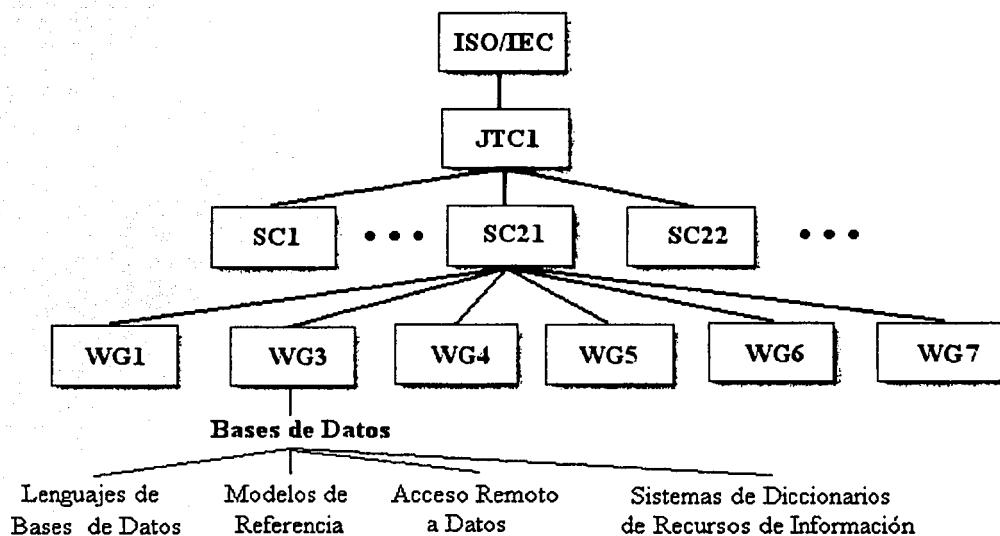 ISO/IEC
JTC1
SC1 • • • SC21 SC22 • • •
WG1 WG3 WG4 WG5 WG6 WG7
Bases de Datos
Lenguajes de
Bases de Datos
Modelos de
Referencia
Acceso Remoto
a Datos
Sistemas de Diccionarios
de Recursos de Información